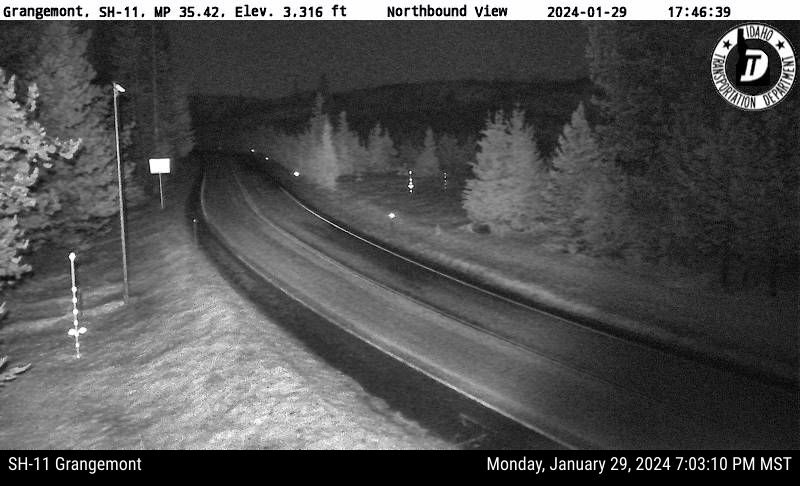 Grangemont, SH-11, MP 35.42, Elev. 3,316 ft Northbound View 2024-01-29 17:46:39
IDAHO
TRANSPORTATION DEPARTMENT
SH-11 Grangemont Monday, January 29, 2024 7:03:10 PM MST